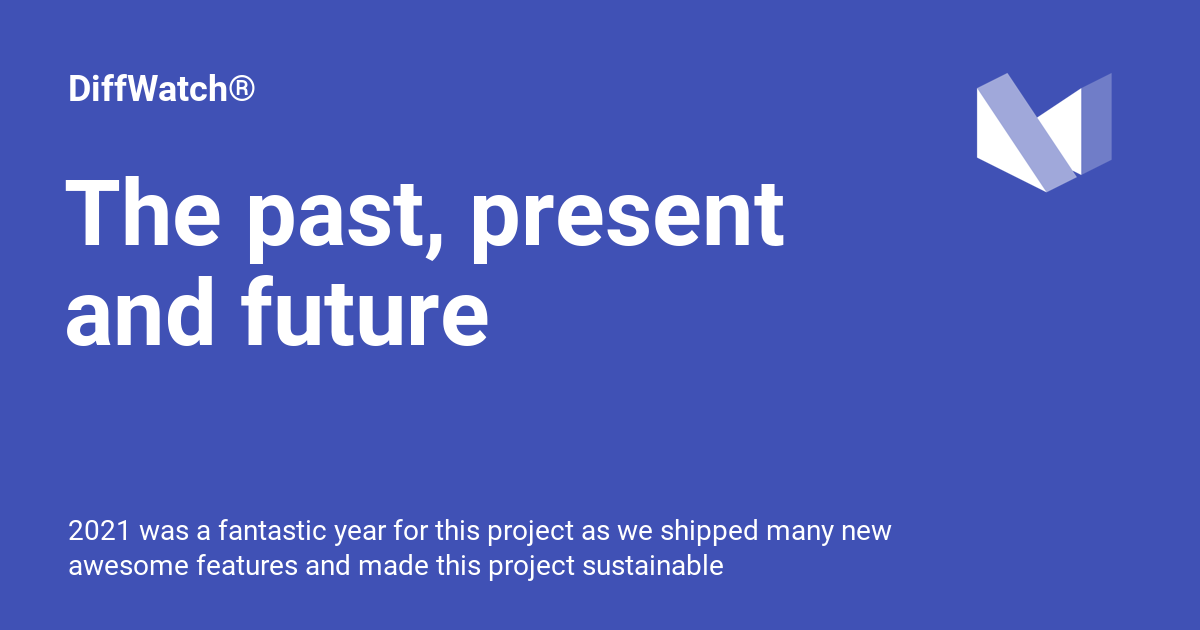 DiffWatch®
The past, present
and future
2021 was a fantastic year for this project as we shipped many new
awesome features and made this project sustainable